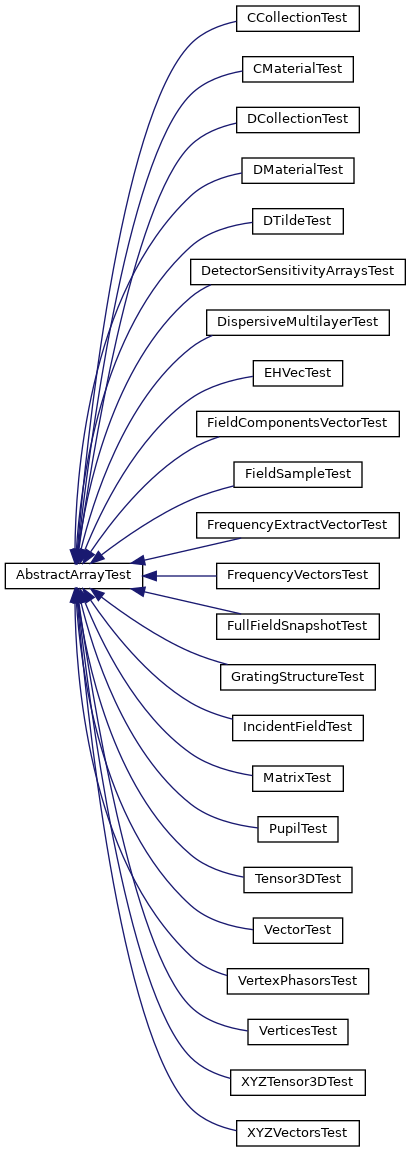 CCollectionTest
CMaterialTest
DCollectionTest
DMaterialTest
DTildeTest
DetectorSensitivityArraysTest
DispersiveMultilayerTest
EHVecTest
FieldComponentsVectorTest
FieldSampleTest
FrequencyExtractVectorTest
AbstractArrayTest
FrequencyVectorsTest
FullFieldSnapshotTest
GratingStructureTest
IncidentFieldTest
MatrixTest
PupilTest
Tensor3DTest
VectorTest
VertexPhasorsTest
VerticesTest
XYZTensor3DTest
XYZVectorsTest